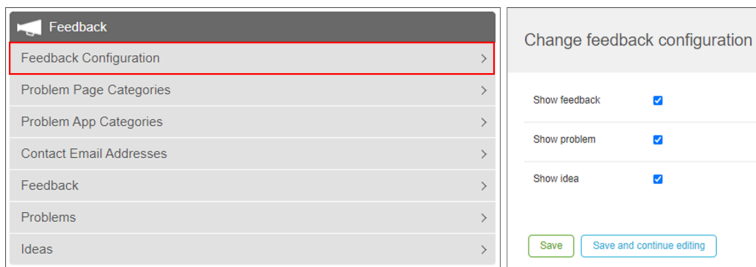 Feedback
Feedback Configuration
Problem Page Categories
Problem App Categories
Contact Email Addresses
Feedback
Problems
Ideas
Change feedback configuration
Show feedback
Show problem
Show idea
Save
Save and continue editing